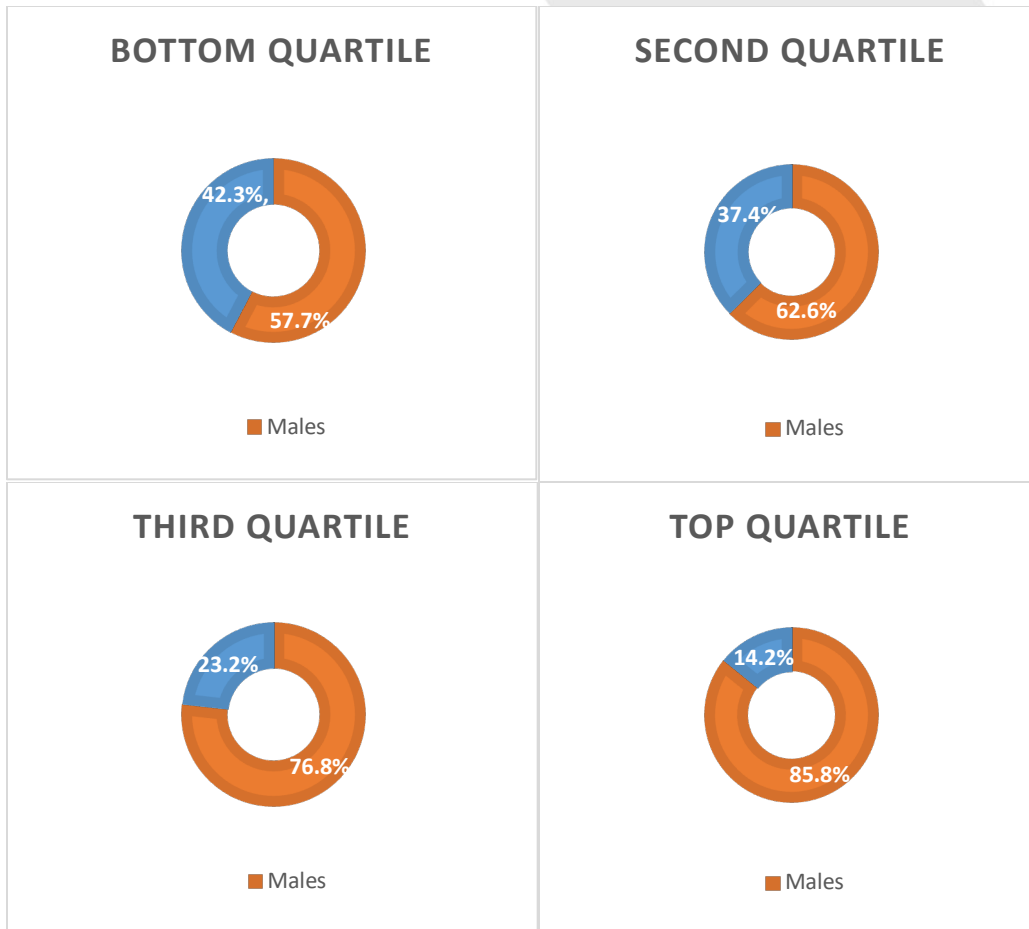 BOTTOM QUARTILE
42.3%,
57.7%
Males
SECOND QUARTILE
37.4%
62.6%
Males
THIRD QUARTILE
23.2%
76.8%
Males
TOP QUARTILE
14.2%
85.8%
Males